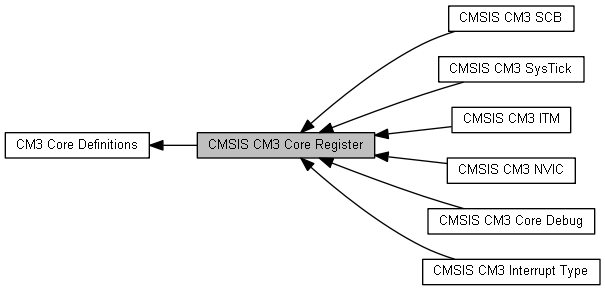 CMSIS CM3 SCB
CMSIS CM3 SysTick
CMSIS CM3 ITM
CM3 Core Definitions
CMSIS CM3 Core Register
CMSIS CM3 NVIC
CMSIS CM3 Core Debug
CMSIS CM3 Interrupt Type